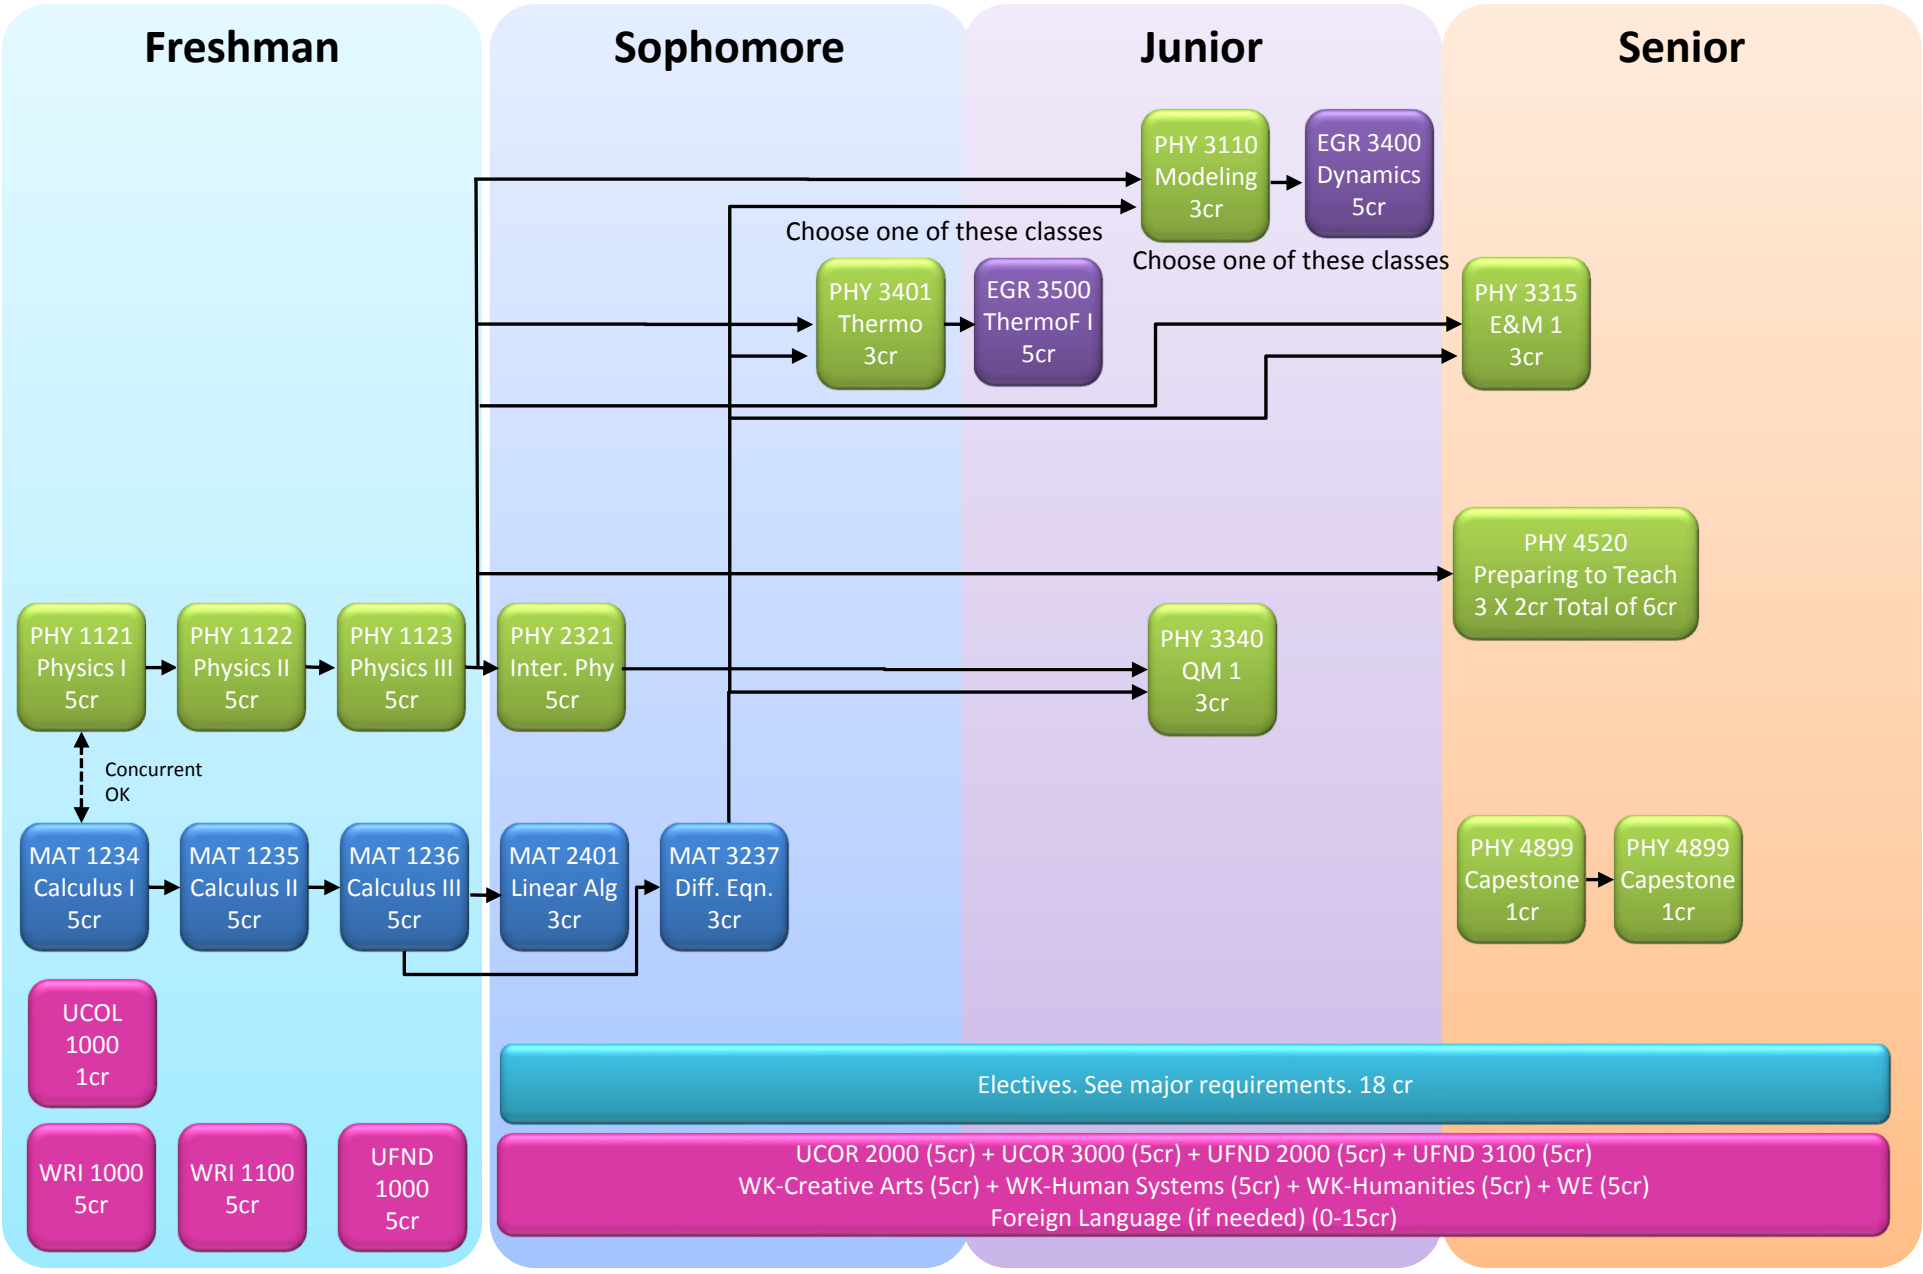 Freshman
Sophomore
Junior
Senior
PHY 3110
Modeling
3cr
EGR 3400
Dynamics
5cr
Choose one of these classes
Choose one of these classes
PHY 3401
Thermo
3cr
EGR 3500
ThermoF I
5cr
PHY 3315
E&M 1
3cr
PHY 4520
Preparing to Teach
3 X 2cr Total of 6cr
PHY 1121
Physics I
5cr
PHY 1122
Physics II
5cr
PHY 1123
Physics III
5cr
PHY 2321
Inter. Phy
5cr
PHY 3340
QM 1
3cr
Concurrent
OK
MAT 1234
Calculus I
5cr
MAT 1235
Calculus II
5cr
MAT 1236
Calculus III
5cr
MAT 2401
Linear Alg
3cr
MAT 3237
Diff. Eqn.
3cr
PHY 4899
Capestone
1cr
PHY 4899
Capestone
1cr
UCOL
1000
1cr
Electives. See major requirements. 18 cr
WRI 1000
5cr
WRI 1100
5cr
UFND
1000
5cr
UCOR 2000 (5cr) + UCOR 3000 (5cr) + UFND 2000 (5cr) + UFND 3100 (5cr)
WK-Creative Arts (5cr) + WK-Human Systems (5cr) + WK-Humanities (5cr) + WE (5cr)
Foreign Language (if needed) (0-15cr)